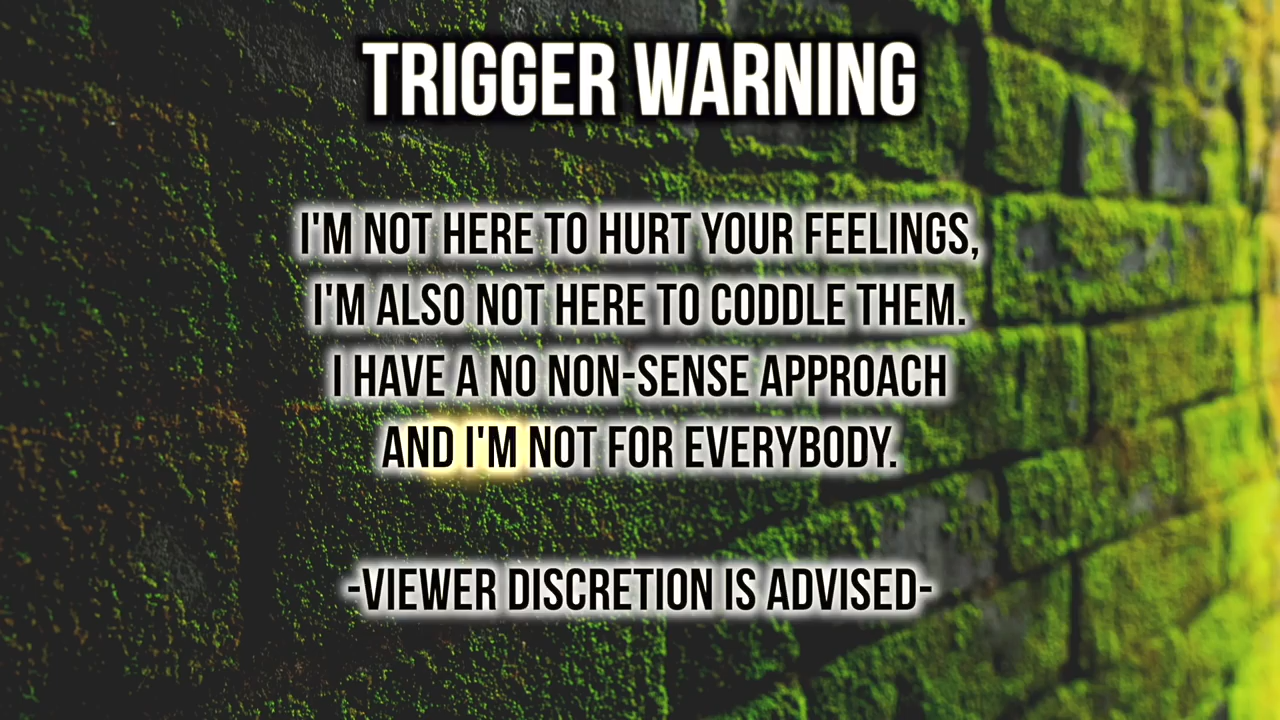 TRIGGER WARNING
I'M NOT HERE TO HURT YOUR FEELINGS,
I'M ALSO NOT HERE TO CODDLE THEM.
I HAVE A NO NON-SENSE APPROACH
AND I'M NOT FOR EVERYBODY.
-VIEWER DISCRETION IS ADVISED-